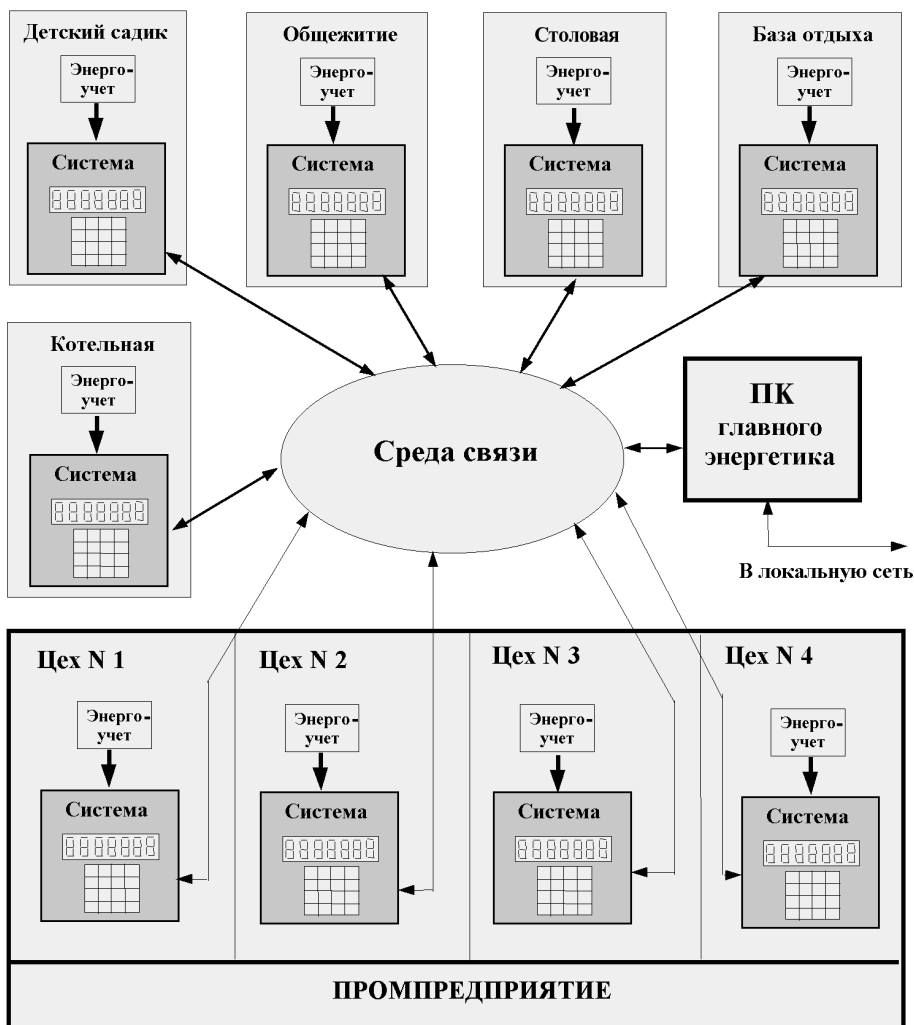 Детский садик
Энерго-
учет
Система
Общежитие
Энерго-
учет
Система
Столовая
Энерго-
учет
Система
База отдыха
Энерго-
учет
Система
Котельная
Энерго-
учет
Система
Среда связи
ПК
главного
энергетика
В локальную сеть
Цех N 1
Энерго-
учет
Система
Цех N 2
Энерго-
учет
Система
Цех N 3
Энерго-
учет
Система
Цех N 4
Энерго-
учет
Система
ПРОМПРЕДПРИЯТИЕ